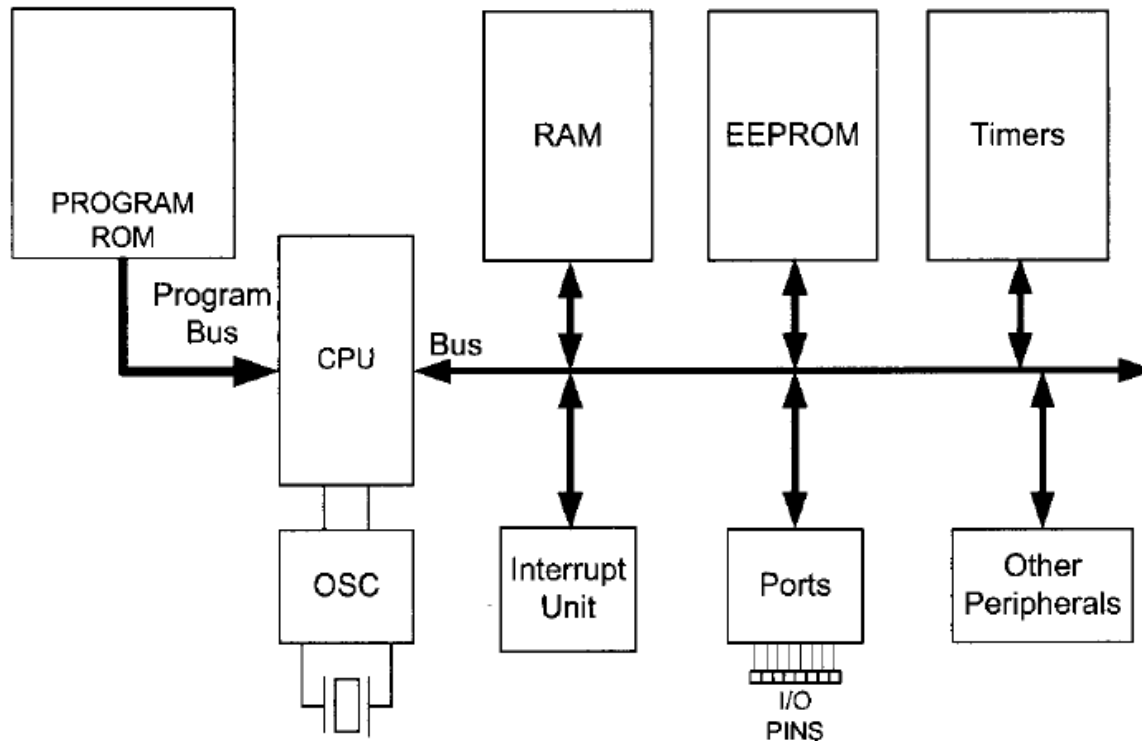 RAM
EEPROM
Timers
PROGRAM
ROM
Program
Bus
CPU
Bus
OSC
Interrupt
Unit
Ports
Other
Peripherals
I/O
PINS